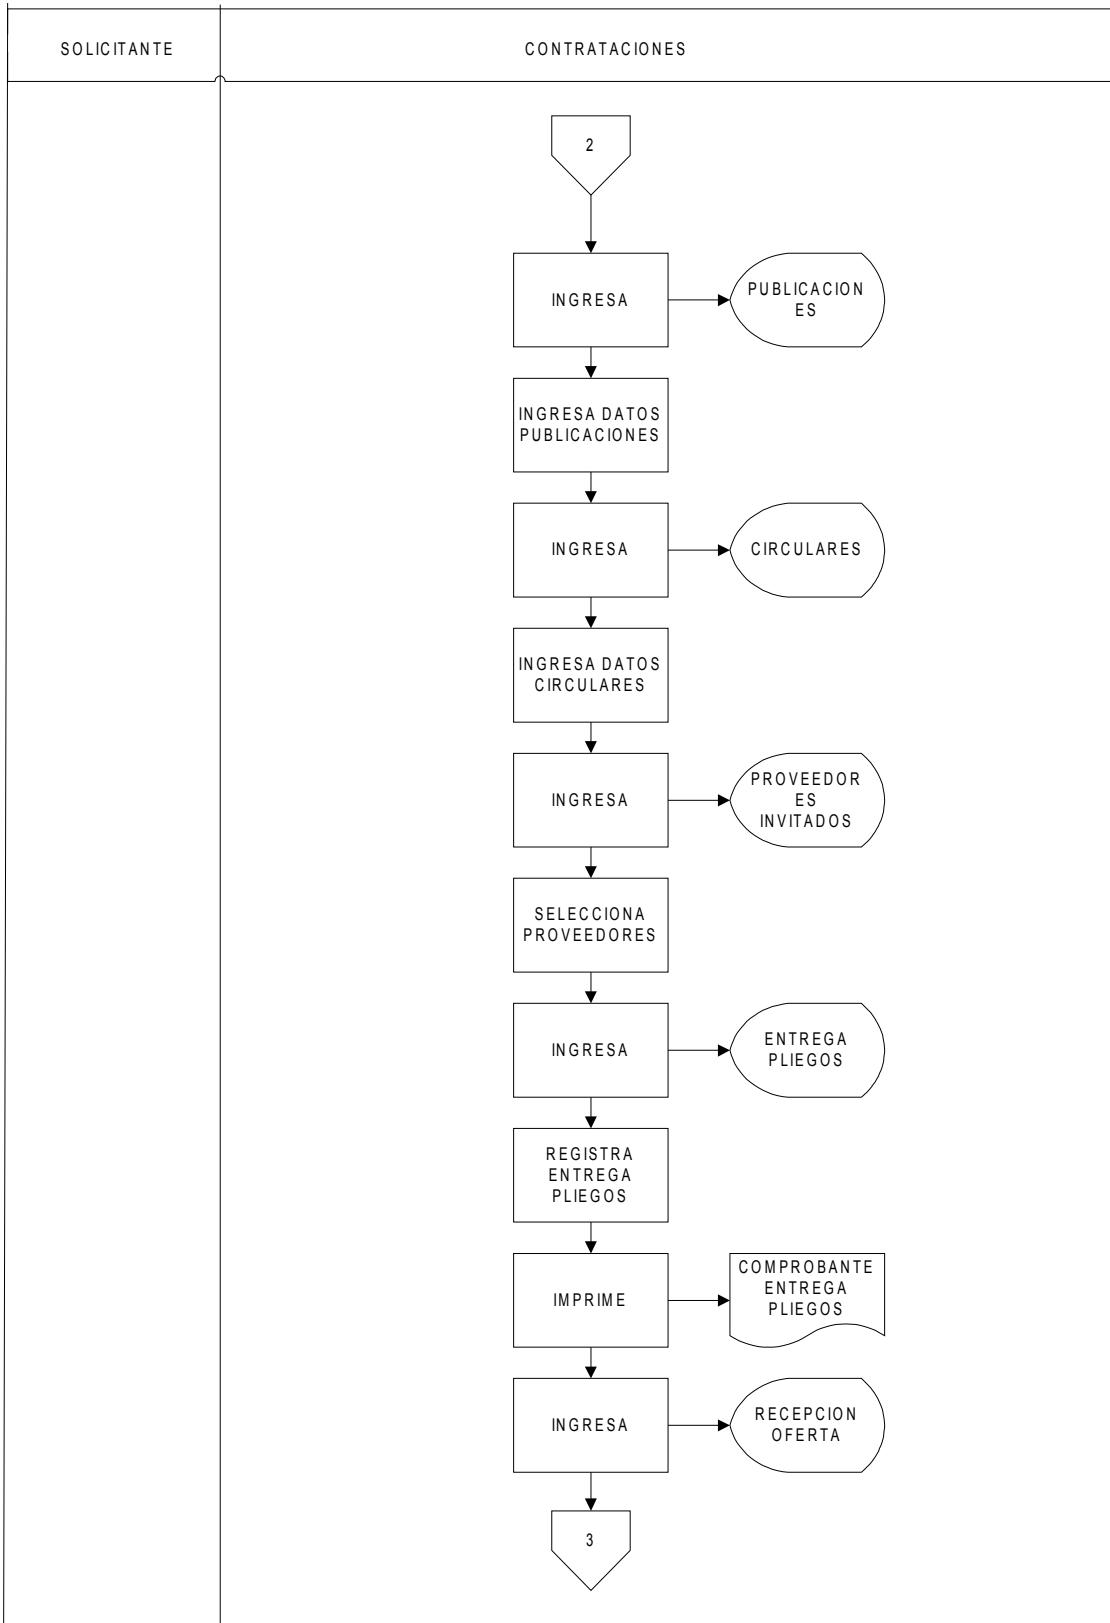 SOLICITANTE
CONTRATACIONES
2
INGRESA
PUBLICACION
ES
INGRESA DATOS
PUBLICACIONES
INGRESA
CIRCULARES
INGRESA DATOS
CIRCULARES
INGRESA
PROVEEDOR
ES
INVITADOS
SELECCIONA
PROVEEDORES
INGRESA
ENTREGA
PLIEGOS
REGISTRA
ENTREGA
PLIEGOS
IMPRIME
COMPROBANTE
ENTREGA
PLIEGOS
INGRESA
RECEPCION
OFERTA
3